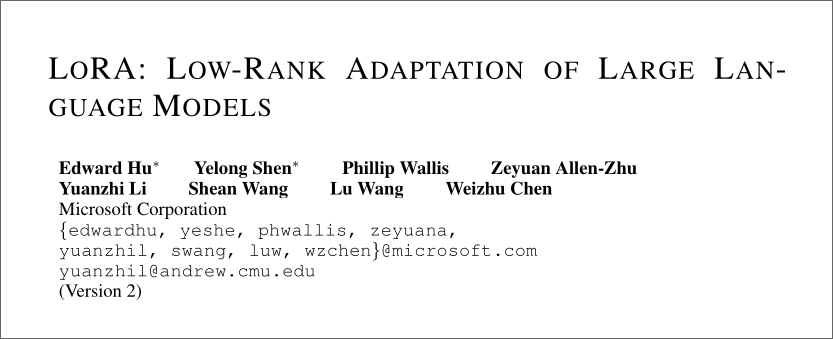 LORA: LOW-RANK ADAPTATION OF LARGE LAN-
GUAGE MODELS
Edward Hu* Yelong Shen* Phillip Wallis Zeyuan Allen-Zhu
Yuanzhi Li Shean Wang Lu Wang Weizhu Chen
Microsoft Corporation
{edwardhu, yeshe, phwallis, zeyuana,
yuanzhil, swang, luw, wzchen}@microsoft.com
yuanzhil@andrew.cmu.edu
(Version 2)